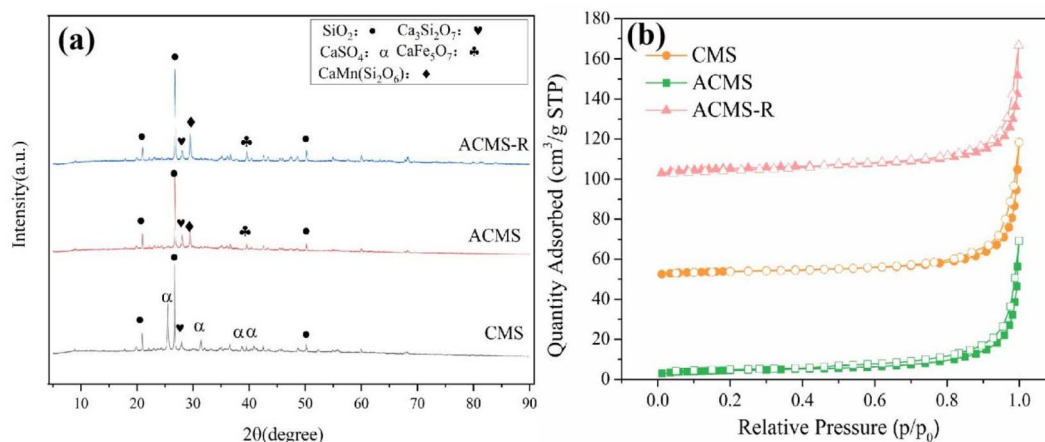 (a)
SiO₂： ● Ca₃Si₂O₇： ♥
CaSO₄： α CaFe₅O₇： ♣
CaMn(Si₂O₆)： ♦
ACMS-R
ACMS
CMS
α
α
α α
Intensity(a.u.)
10 20 30 40 50 60 70 80 90
2θ(degree)
(b)
CMS
ACMS
ACMS-R
Quantity Adsorbed (cm³/g STP)
180
160
140
120
100
80
60
40
20
0
0.0 0.2 0.4 0.6 0.8 1.0
Relative Pressure (p/p₀)